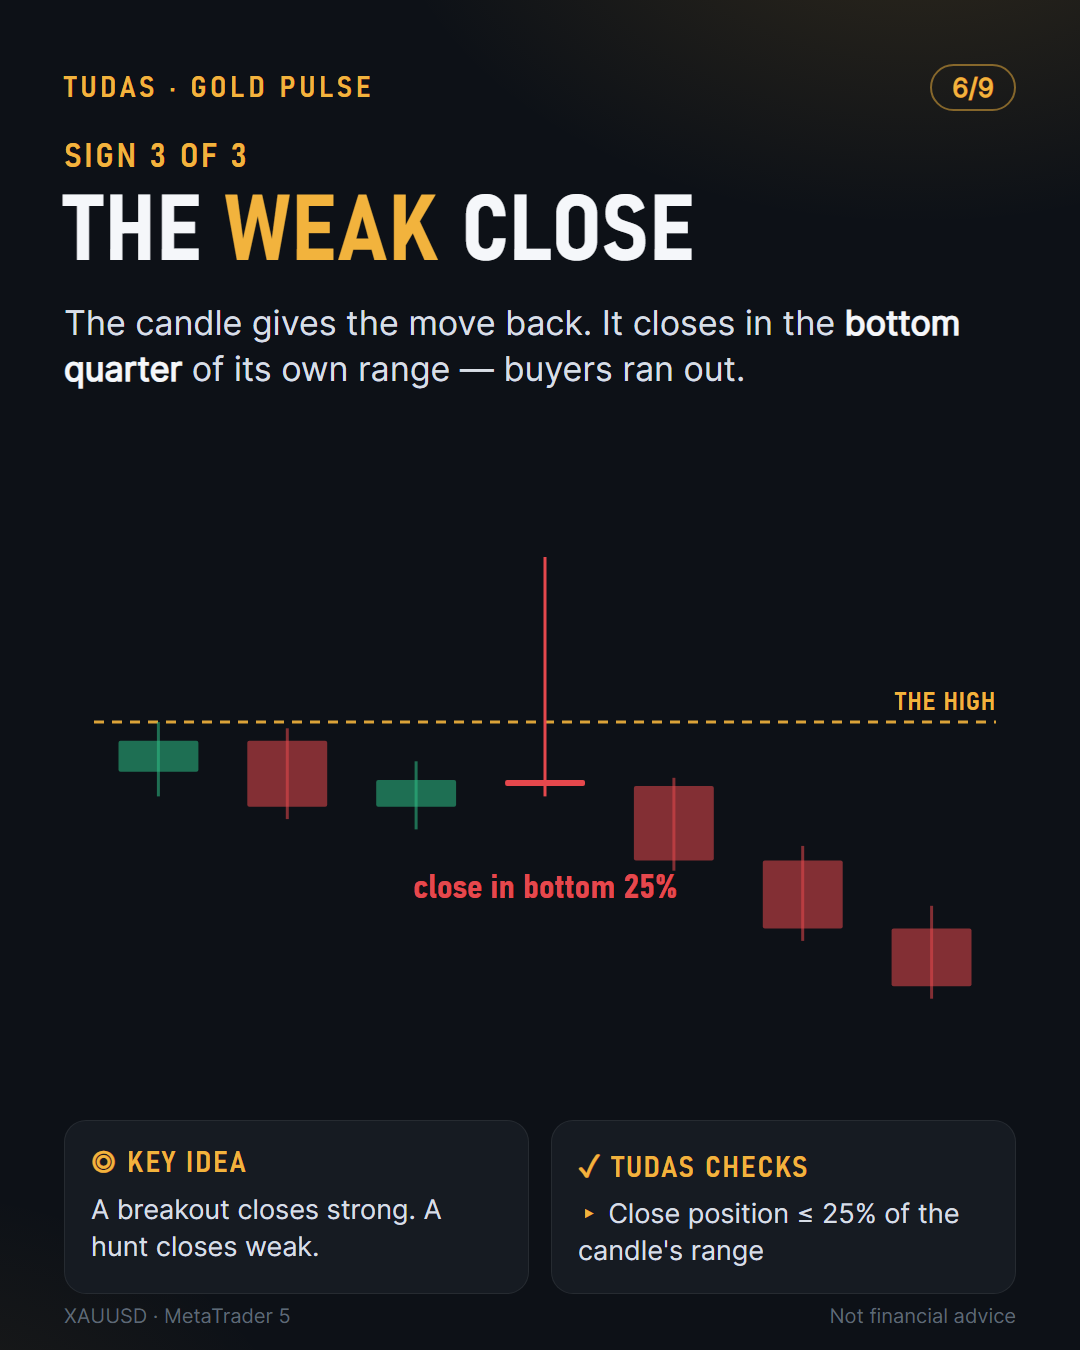 TUDAS · GOLD PULSE
6/9
SIGN 3 OF 3
THE WEAK CLOSE
The candle gives the move back. It closes in the bottom
quarter of its own range — buyers ran out.
THE HIGH
close in bottom 25%
◎ KEY IDEA
A breakout closes strong. A
hunt closes weak.
✓ TUDAS CHECKS
▸ Close position ≤ 25% of the
candle's range
XAUUSD · MetaTrader 5
Not financial advice